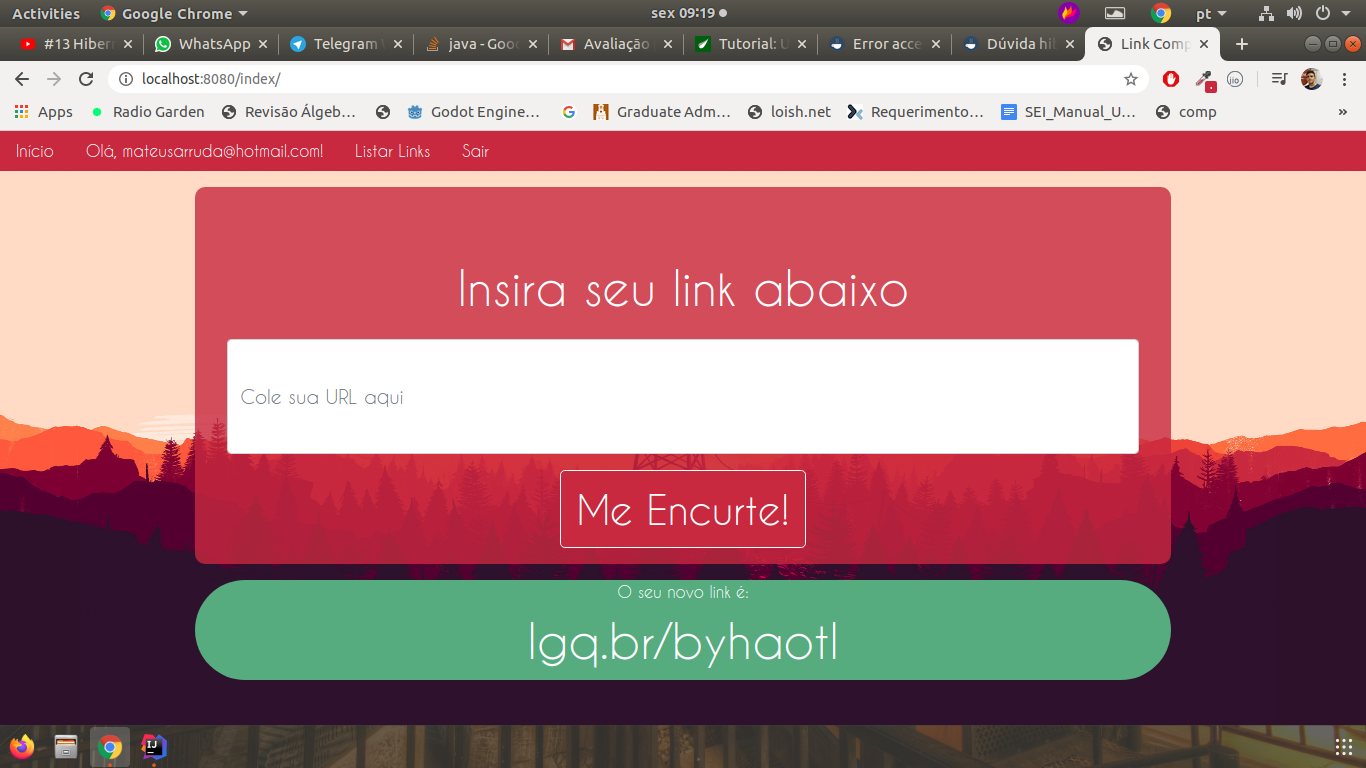 Activities Google Chrome sex 09:19 pt
#13 Hiber WhatsApp Telegram java - Goo Avaliação Tutorial: U Error acce Dúvida hi Link Comp
localhost:8080/index/
Apps Radio Garden Revisão Álgeb… Godot Engine… Graduate Adm… loish.net Requerimento… SEI_Manual_U… comp »
Início Olá, mateusarruda@hotmail.com! Listar Links Sair
Insira seu link abaixo
Cole sua URL aqui
Me Encurte!
O seu novo link é:
lgq.br/byhaotl